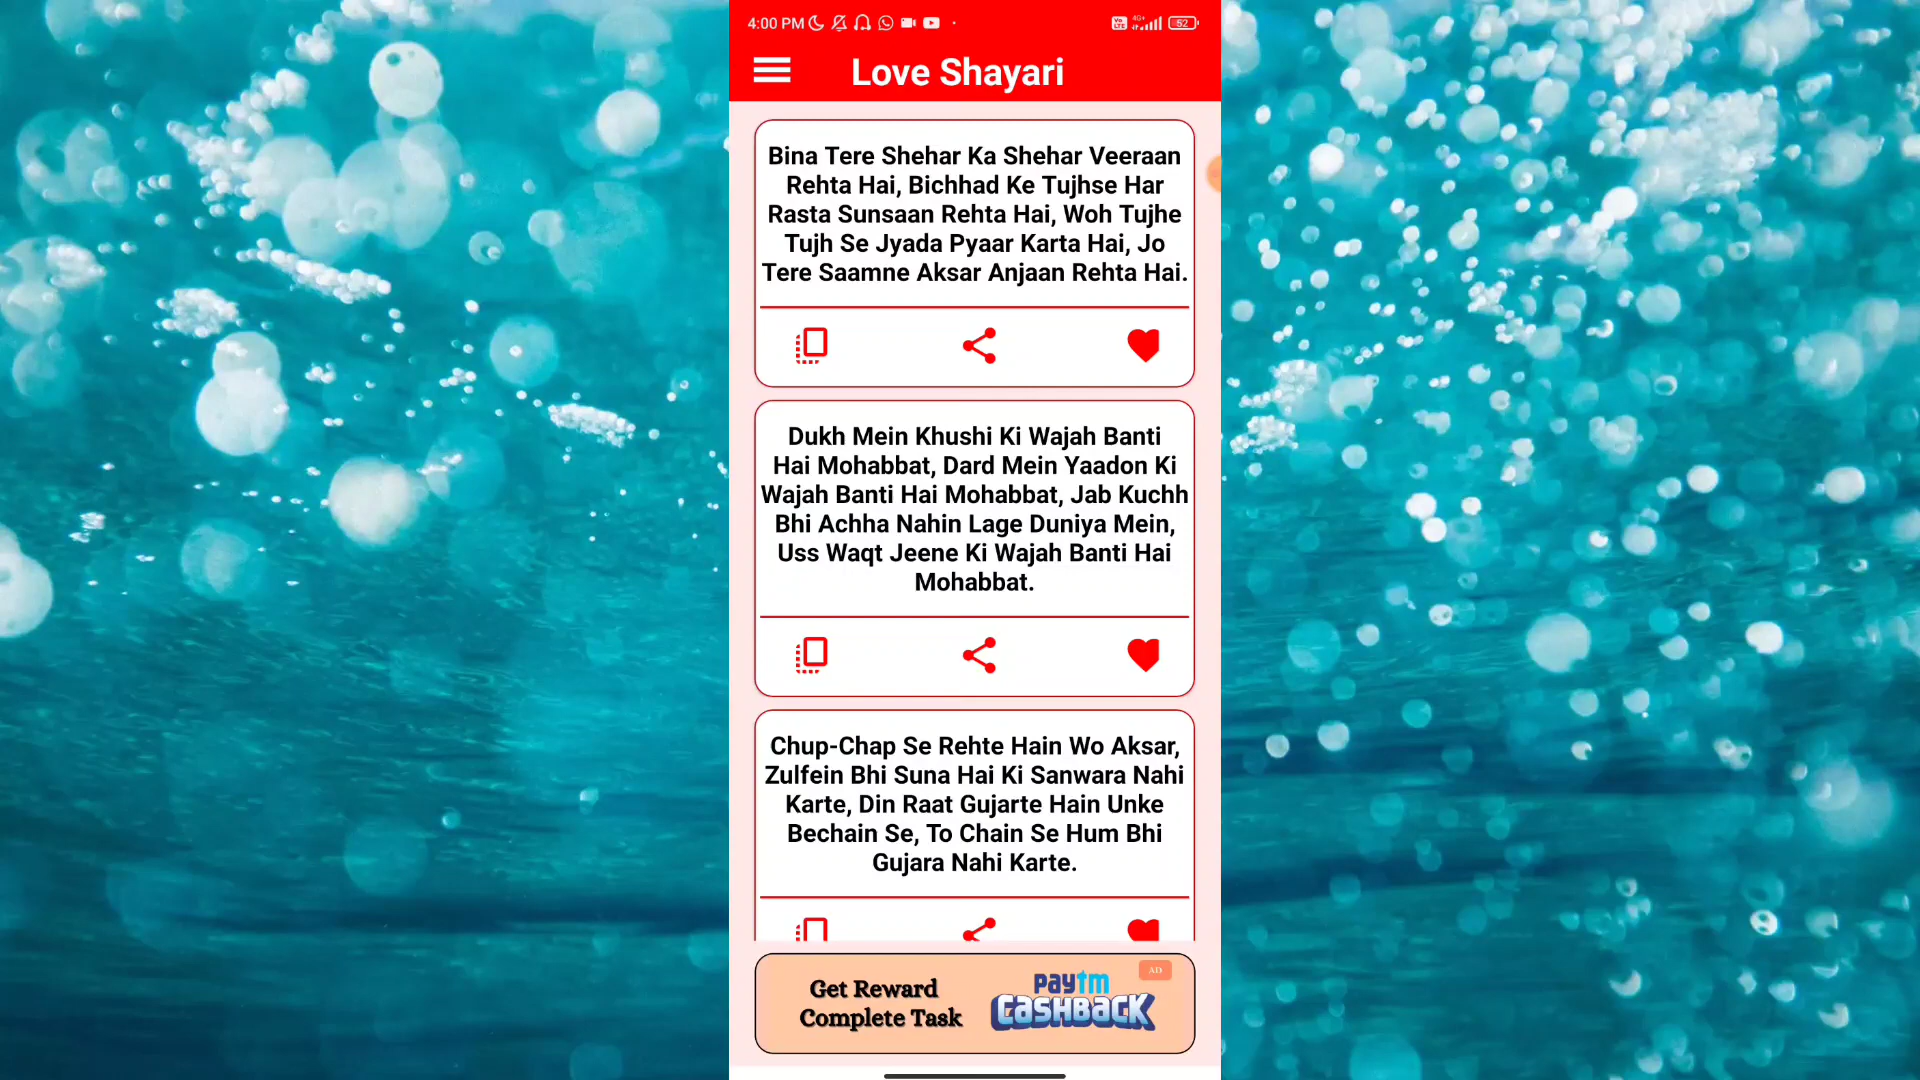 4:00 PM
Vo LTE
4G+
52
Love Shayari
Bina Tere Shehar Ka Shehar Veeraan
Rehta Hai, Bichhad Ke Tujhse Har
Rasta Sunsaan Rehta Hai, Woh Tujhe
Tujh Se Jyada Pyaar Karta Hai, Jo
Tere Saamne Aksar Anjaan Rehta Hai.
Dukh Mein Khushi Ki Wajah Banti
Hai Mohabbat, Dard Mein Yaadon Ki
Wajah Banti Hai Mohabbat, Jab Kuchh
Bhi Achha Nahin Lage Duniya Mein,
Uss Waqt Jeene Ki Wajah Banti Hai
Mohabbat.
Chup-Chap Se Rehte Hain Wo Aksar,
Zulfein Bhi Suna Hai Ki Sanwara Nahi
Karte, Din Raat Gujarte Hain Unke
Bechain Se, To Chain Se Hum Bhi
Gujara Nahi Karte.
AD
Get Reward
Complete Task
paytm
CASHBACK